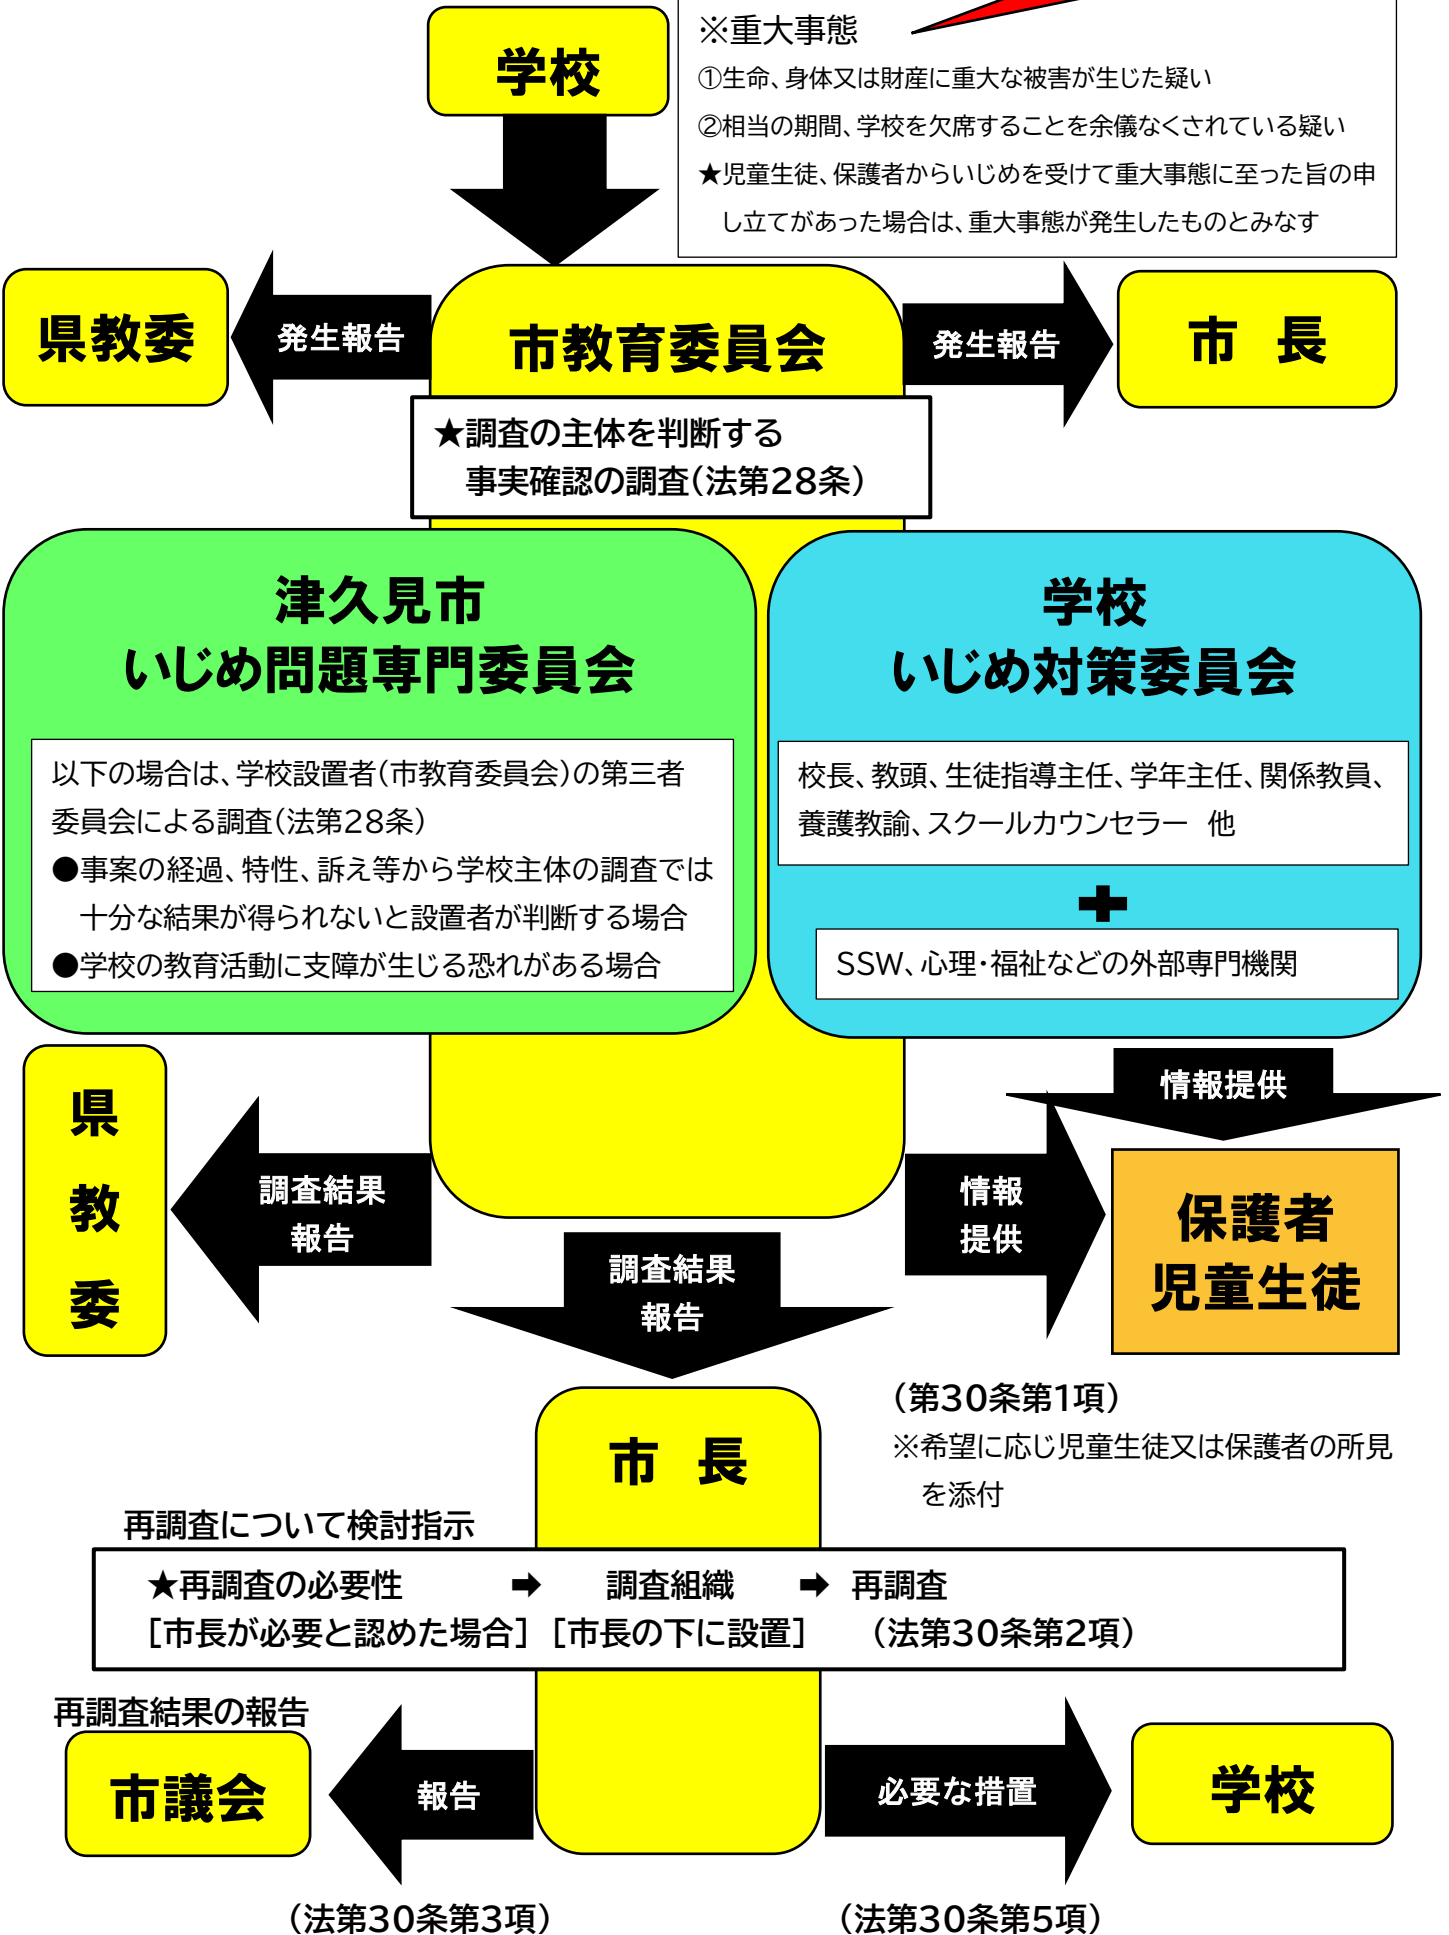 学校
※重大事態
①生命、身体又は財産に重大な被害が生じた疑い
②相当の期間、学校を欠席することを余儀なくされている疑い
★児童生徒、保護者からいじめを受けて重大事態に至った旨の申
し立てがあった場合は、重大事態が発生したものとみなす
県教委
発生報告
市教育委員会
発生報告
市 長
★調査の主体を判断する
事実確認の調査（法第28条）
津久見市
いじめ問題専門委員会
以下の場合は、学校設置者（市教育委員会）の第三者
委員会による調査（法第28条）
●事案の経過、特性、訴え等から学校主体の調査では
十分な結果が得られないと設置者が判断する場合
●学校の教育活動に支障が生じる恐れがある場合
学校
いじめ対策委員会
校長、教頭、生徒指導主任、学年主任、関係教員、
養護教諭、スクールカウンセラー 他
SSW、心理・福祉などの外部専門機関
情報提供
県
教
委
調査結果
報告
調査結果
報告
情報
提供
保護者
児童生徒
（第30条第1項）
※希望に応じ児童生徒又は保護者の所見
を添付
市 長
再調査について検討指示
★再調査の必要性 ➡ 調査組織 ➡ 再調査
［市長が必要と認めた場合］［市長の下に設置］ （法第30条第2項）
再調査結果の報告
市議会
報告
必要な措置
学校
（法第30条第3項） （法第30条第5項）